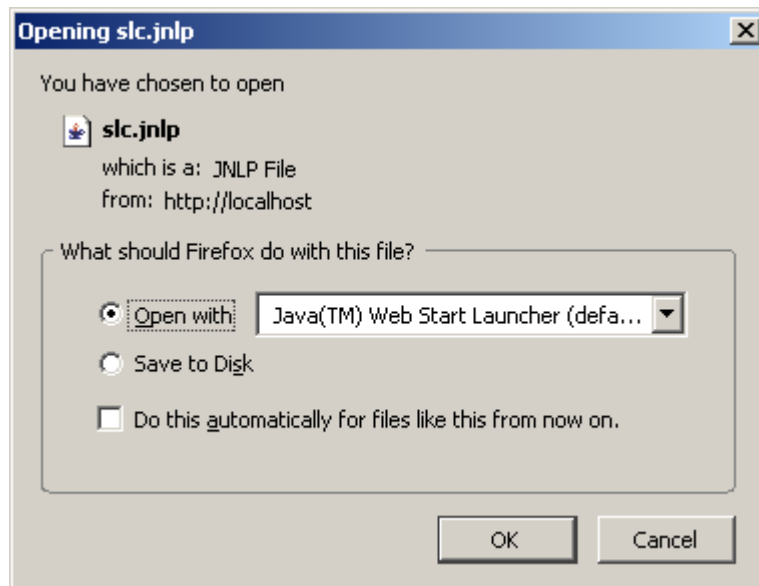 Opening slc.jnlp
You have chosen to open
slc.jnlp
which is a: JNLP File
from: http://localhost
What should Firefox do with this file?
Open with Java(TM) Web Start Launcher (defa...
Save to Disk
Do this automatically for files like this from now on.
OK Cancel